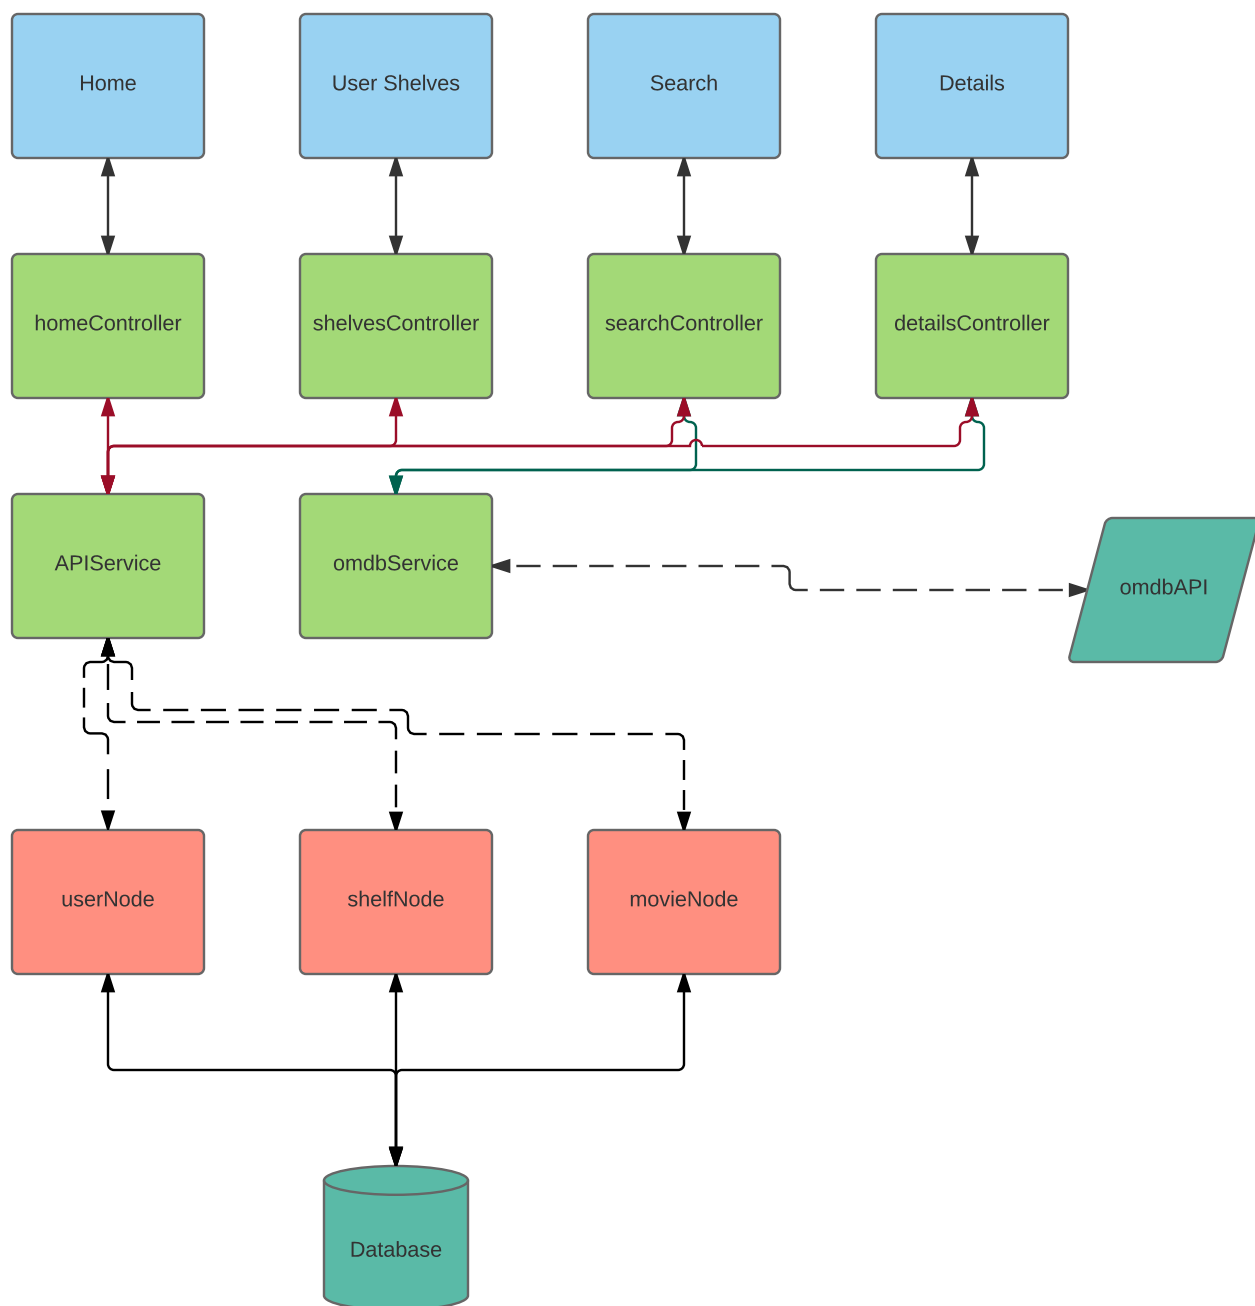 Home
User Shelves
Search
Details
homeController
shelvesController
searchController
detailsController
APIService
omdbService
omdbAPI
userNode
shelfNode
movieNode
Database